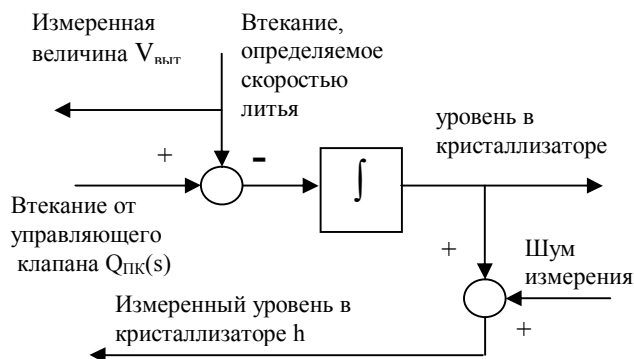 Измеренная
величина Vвыт
Втекание,
определяемое
скоростью
литья
уровень в
кристаллизаторе
+
-
∫
Втекание от
управляющего
клапана QПК(s)
+
Шум
измерения
Измеренный уровень в
кристаллизаторе h
+